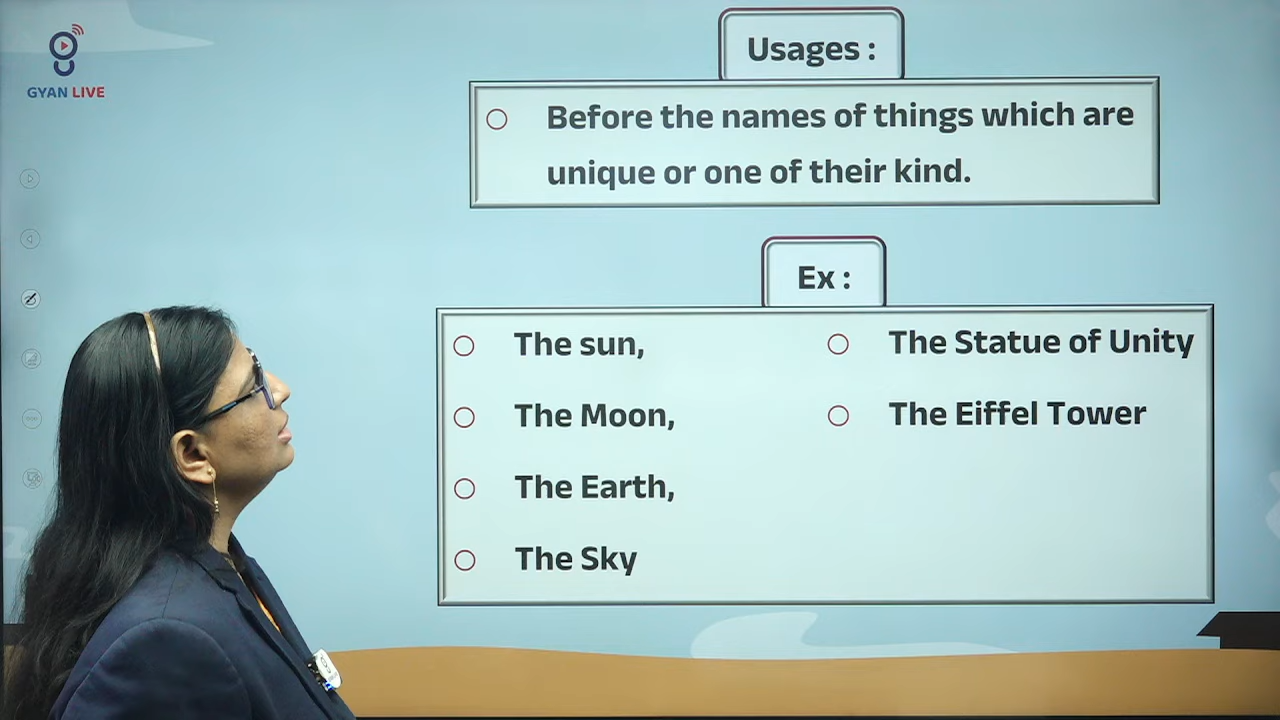 GYAN LIVE
Usages :
Before the names of things which are
unique or one of their kind.
Ex :
The sun,
The Moon,
The Earth,
The Sky
The Statue of Unity
The Eiffel Tower